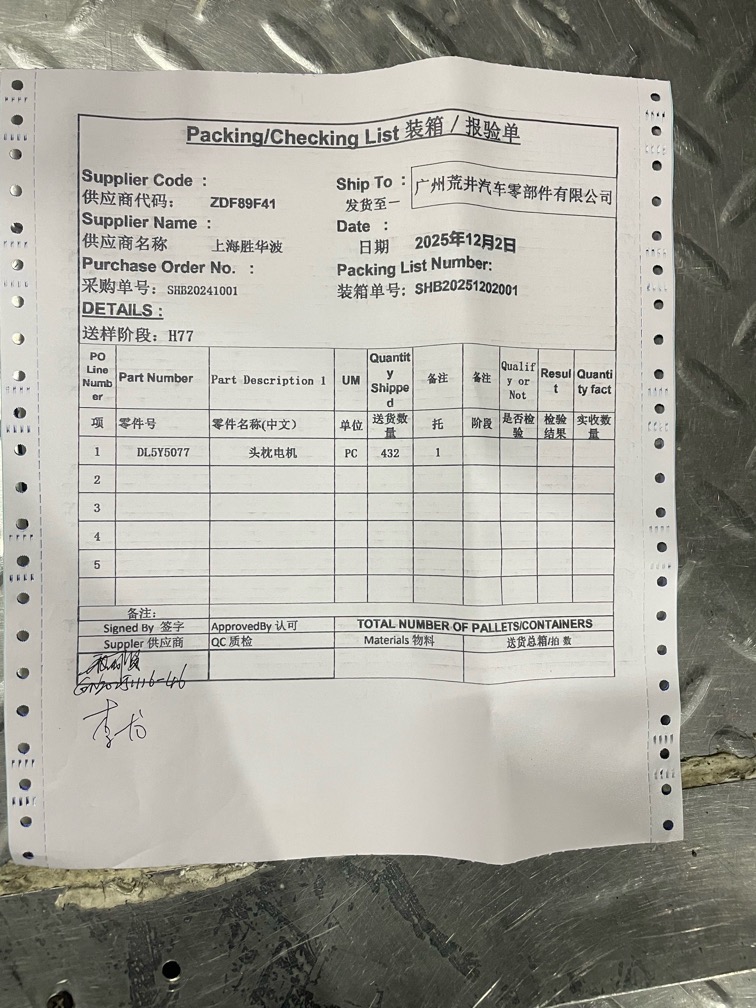 Packing/Checking List 装箱 / 报验单
Supplier Code :
供应商代码: ZDF89F41
Ship To :
发货至一
广州荒井汽车零部件有限公司
Supplier Name :
供应商名称 上海胜华波
Date :
日期 2025年12月2日
Purchase Order No. :
采购单号: SHB20241001
Packing List Number:
装箱单号: SHB20251202001
DETAILS :
送样阶段: H77
PO Line Number Part Number Part Description 1 UM Quantity Shipped 备注 备注 Qualify or Not Result Quantity fact
项 零件号 零件名称(中文) 单位 送货数量 托 阶段 是否检验 检验结果 实收数量
1 DL5Y5077 头枕电机 PC 432 1
2
3
4
5
备注:
Signed By 签字 ApprovedBy 认可 TOTAL NUMBER OF PALLETS/CONTAINERS
Suppler 供应商 QC 质检 Materials 物料 送货总箱/拍 数